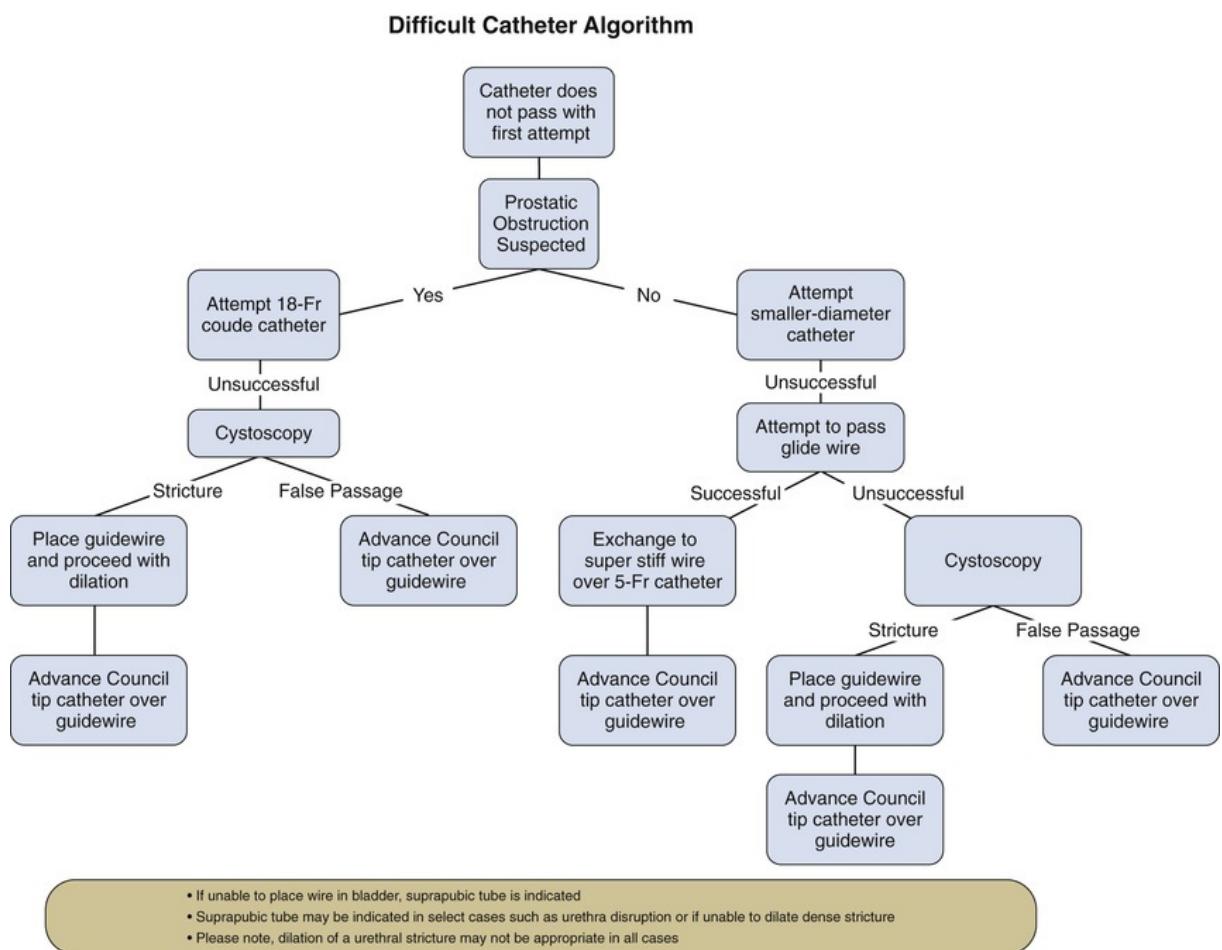 Difficult Catheter Algorithm
Catheter does
not pass with
first attempt
Prostatic
Obstruction
Suspected
Yes
No
Attempt 18-Fr
coude catheter
Attempt
smaller-diameter
catheter
Unsuccessful
Unsuccessful
Cystoscopy
Attempt to pass
glide wire
Stricture
False Passage
Successful
Unsuccessful
Place guidewire
and proceed with
dilation
Advance Council
tip catheter over
guidewire
Exchange to
super stiff wire
over 5-Fr catheter
Cystoscopy
Stricture
False Passage
Advance Council
tip catheter over
guidewire
Advance Council
tip catheter over
guidewire
Place guidewire
and proceed with
dilation
Advance Council
tip catheter over
guidewire
Advance Council
tip catheter over
guidewire
• If unable to place wire in bladder, suprapubic tube is indicated
• Suprapubic tube may be indicated in select cases such as urethra disruption or if unable to dilate dense stricture
• Please note, dilation of a urethral stricture may not be appropriate in all cases